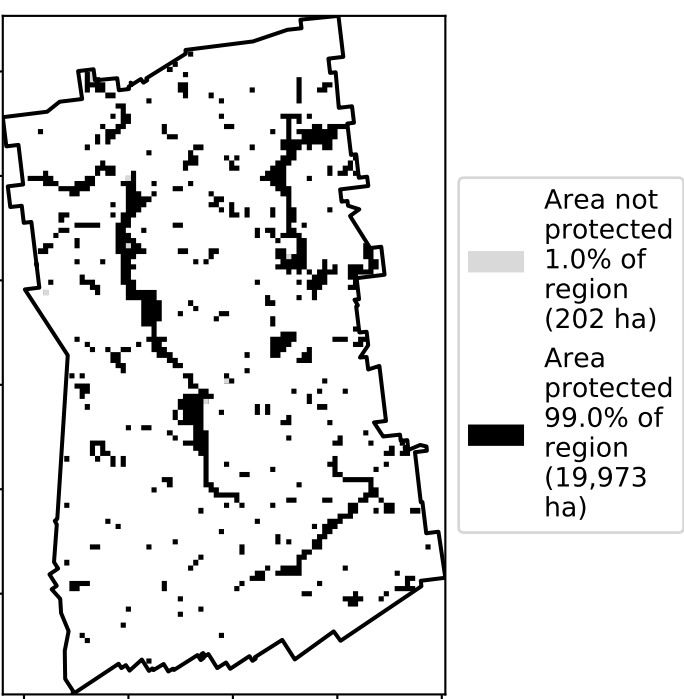 Area not
protected
1.0% of
region
(202 ha)
Area
protected
99.0% of
region
(19,973
ha)